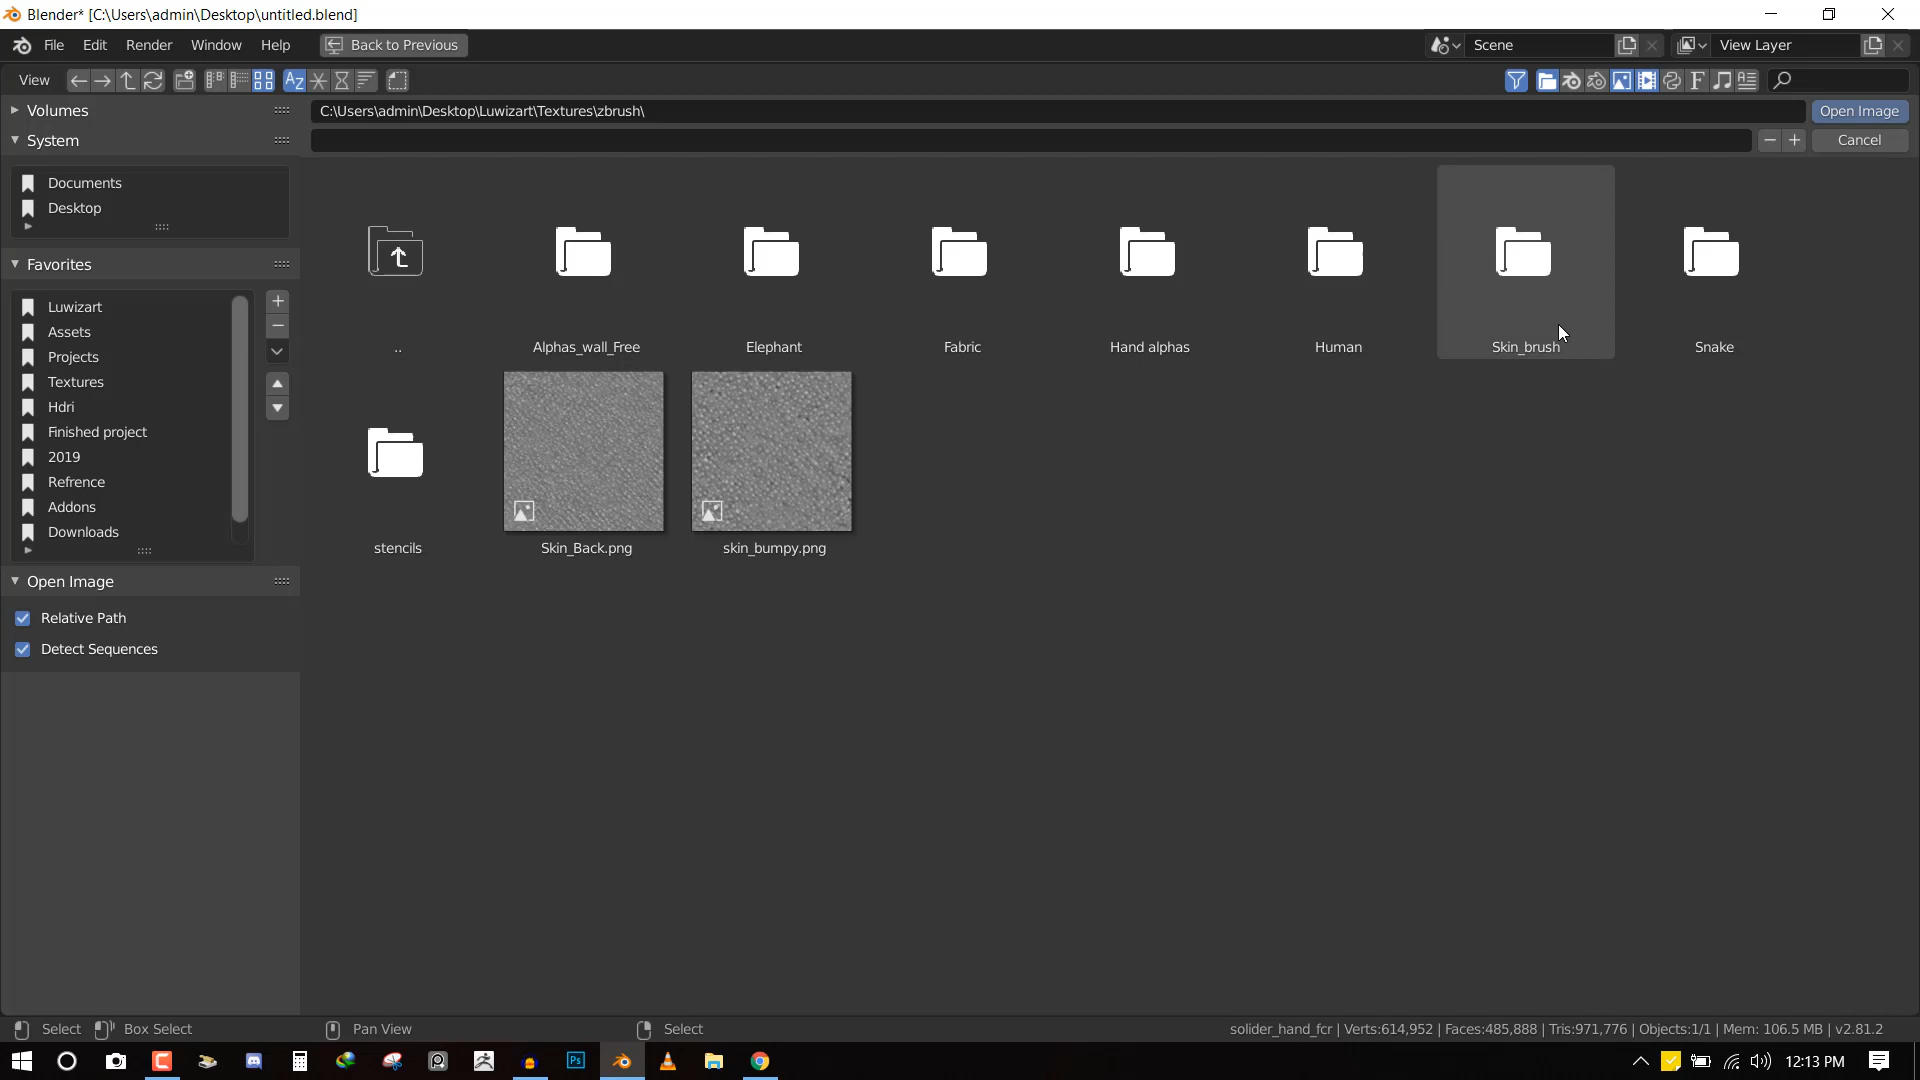 Blender* [C:\Users\admin\Desktop\untitled.blend]
File Edit Render Window Help Back to Previous Scene View Layer
View
Volumes
C:\Users\admin\Desktop\Luwizart\Textures\zbrush\
Open Image
System
Cancel
Documents
Desktop
Favorites
Luwizart
Assets
Projects
Textures
Hdri
Finished project
2019
Refrence
Addons
Downloads
Open Image
Relative Path
Detect Sequences
..
Alphas_wall_Free
Elephant
Fabric
Hand alphas
Human
Skin_brush
Snake
stencils
Skin_Back.png
skin_bumpy.png
Select Box Select Pan View Select solider_hand_fcr | Verts:614,952 | Faces:485,888 | Tris:971,776 | Objects:1/1 | Mem: 106.5 MB | v2.81.2
Ps
12:13 PM